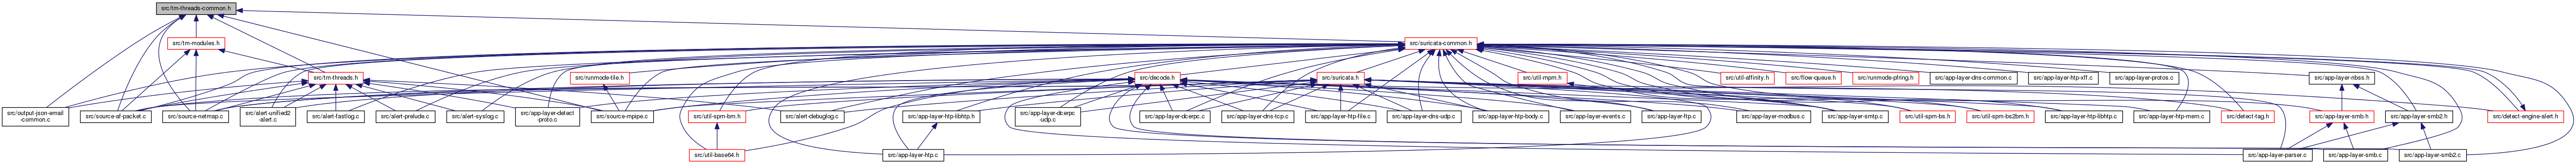 src/tm-threads-common.h
src/tm-modules.h
src/suricata-common.h
src/tm-threads.h
src/runmode-tile.h
src/decode.h
src/suricata.h
src/util-mpm.h
src/util-affinity.h
src/flow-queue.h
src/runmode-pfring.h
src/app-layer-dns-common.c
src/app-layer-htp-xff.c
src/app-layer-protos.c
src/app-layer-nbss.h
src/output-json-email
-common.c
src/source-af-packet.c
src/source-netmap.c
src/alert-unified2
-alert.c
src/alert-fastlog.c
src/alert-prelude.c
src/alert-syslog.c
src/app-layer-detect
-proto.c
src/source-mpipe.c
src/util-spm-bm.h
src/alert-debuglog.c
src/app-layer-htp-libhtp.h
src/app-layer-dcerpc
-udp.c
src/app-layer-dcerpc.c
src/app-layer-dns-tcp.c
src/app-layer-htp-file.c
src/app-layer-dns-udp.c
src/app-layer-htp-body.c
src/app-layer-events.c
src/app-layer-ftp.c
src/app-layer-modbus.c
src/app-layer-smtp.c
src/util-spm-bs.h
src/util-spm-bs2bm.h
src/app-layer-htp-libhtp.c
src/app-layer-htp-mem.c
src/detect-tag.h
src/app-layer-smb.h
src/app-layer-smb2.h
src/detect-engine-alert.h
src/util-base64.h
src/app-layer-htp.c
src/app-layer-parser.c
src/app-layer-smb.c
src/app-layer-smb2.c